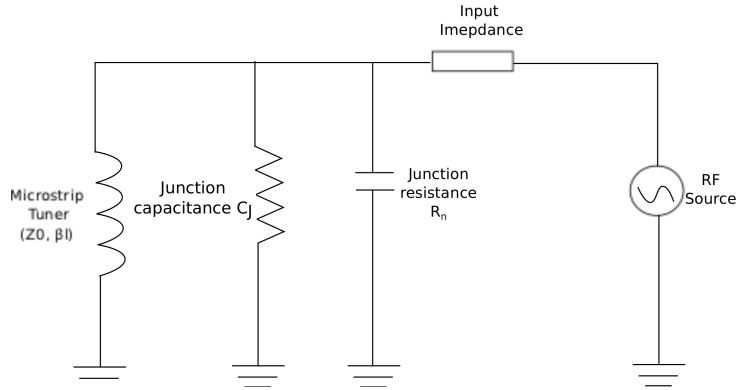 Input
Imepdance
Microstrip
Tuner
(Z0, βl)
Junction
capacitance CJ
Junction
resistance
Rn
RF
Source